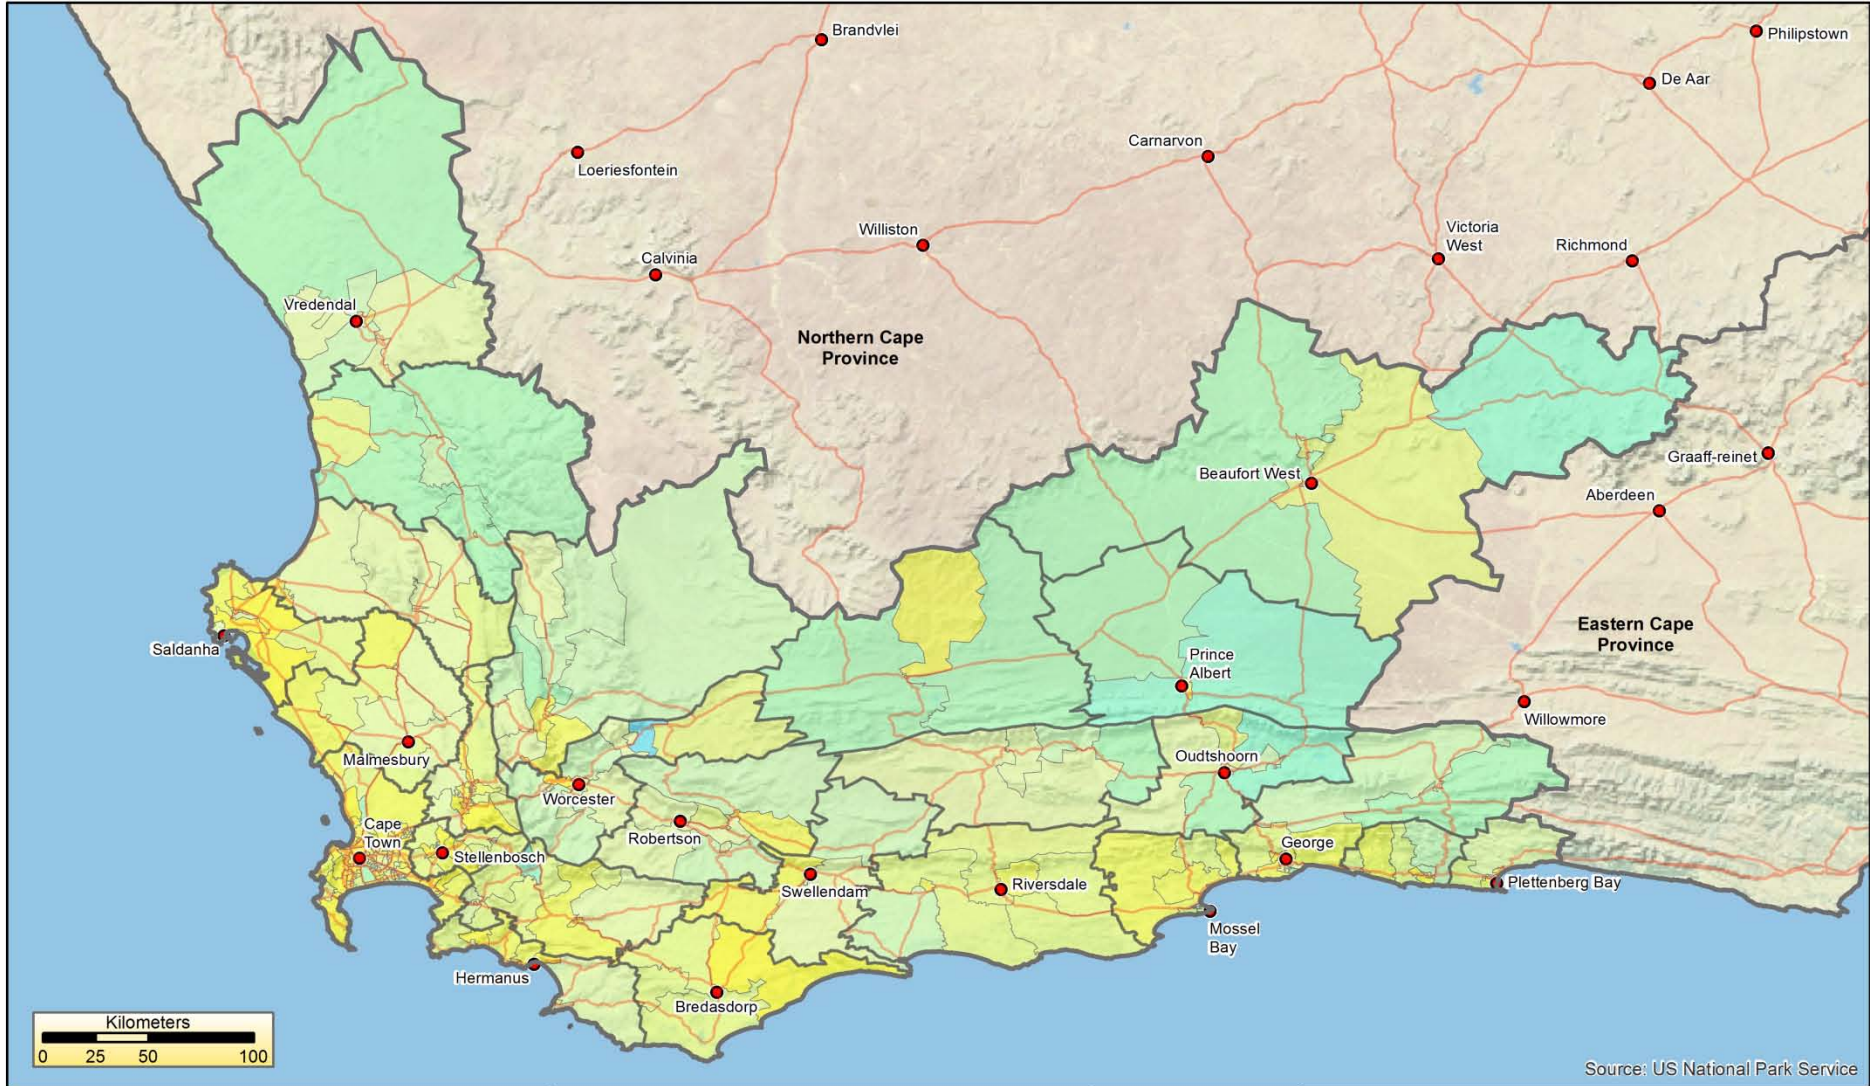 Brandvlei
Philipstown
De Aar
Carnarvon
Loeriesfontein
Williston
Victoria
West
Richmond
Calvinia
Vredendal
Northern Cape
Province
Graaff-reinet
Beaufort West
Aberdeen
Saldanha
Eastern Cape
Province
Prince
Albert
Willowmore
Malmesbury
Oudtshoorn
Worcester
Cape
Town
Robertson
George
Stellenbosch
Swellendam
Riversdale
Plettenberg Bay
Mossel
Bay
Hermanus
Bredasdorp
Kilometers
0 25 50 100
Source: US National Park Service